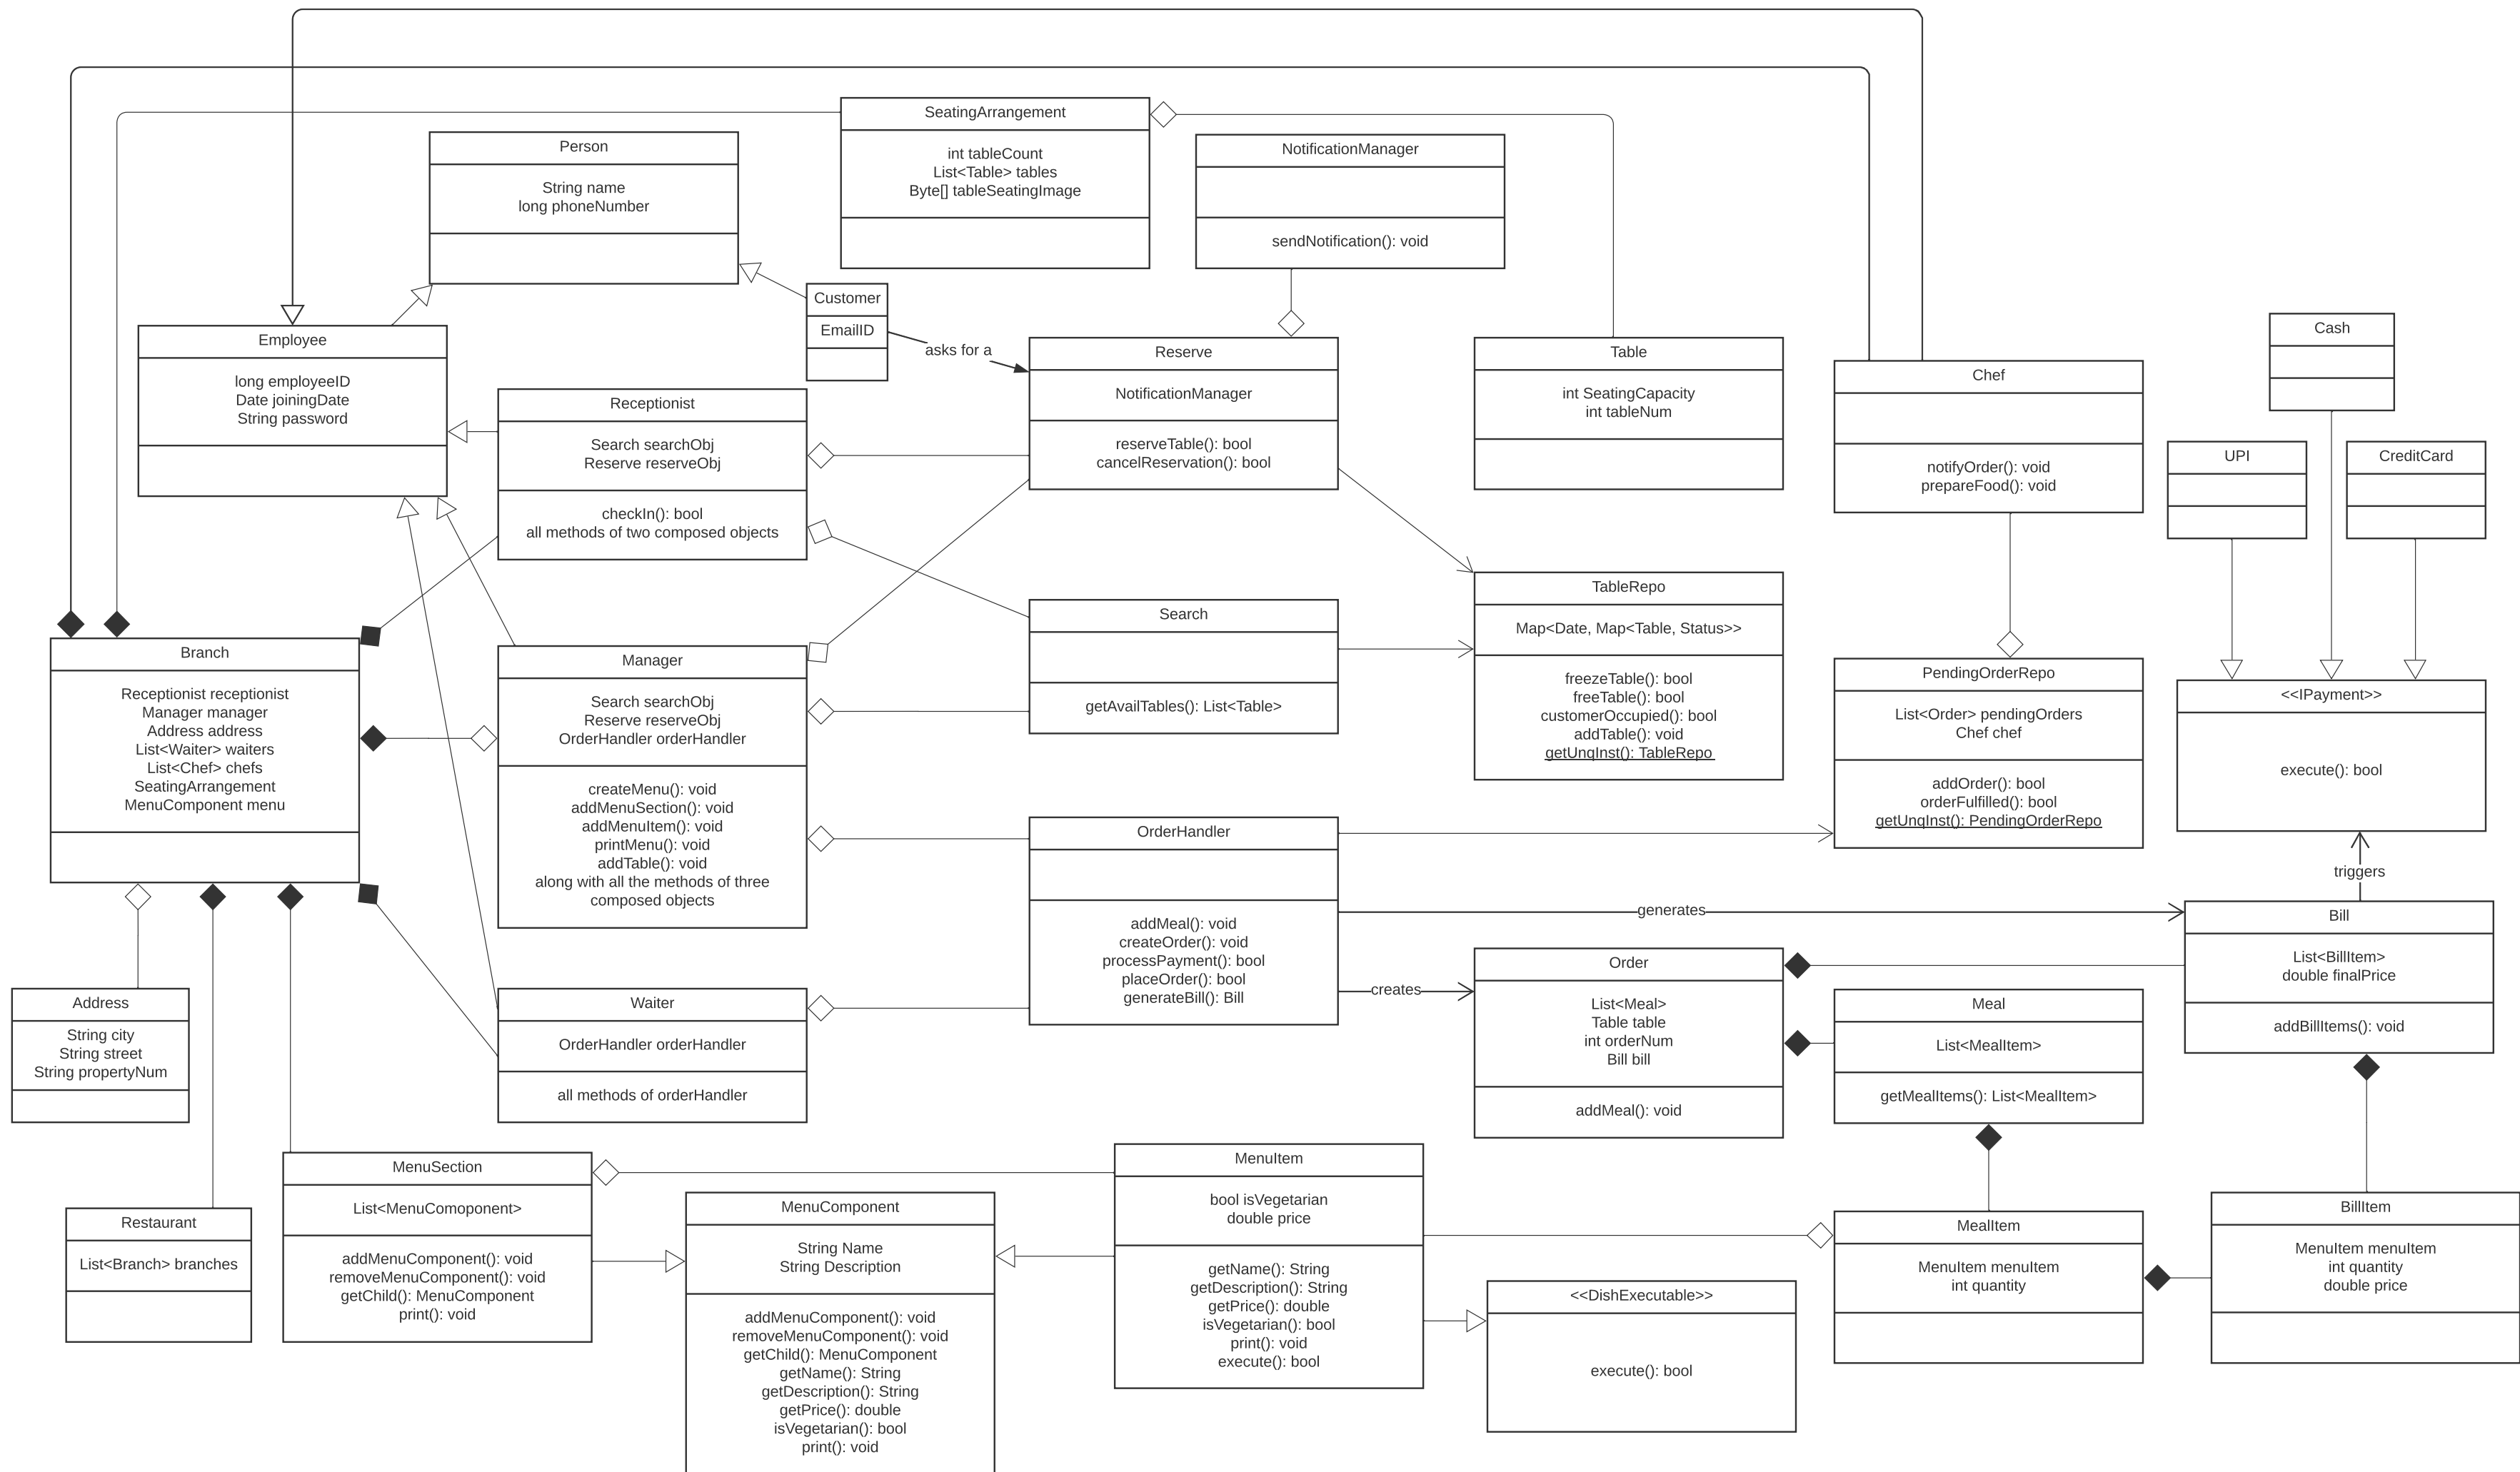 SeatingArrangement
int tableCount
List<Table> tables
Byte[] tableSeatingImage
Person
String name
long phoneNumber
NotificationManager
sendNotification(): void
Customer
EmailID
asks for a
Employee
long employeeID
Date joiningDate
String password
Receptionist
Search searchObj
Reserve reserveObj
checkIn(): bool
all methods of two composed objects
Reserve
NotificationManager
reserveTable(): bool
cancelReservation(): bool
Table
int SeatingCapacity
int tableNum
Chef
notifyOrder(): void
prepareFood(): void
Cash
UPI
CreditCard
Branch
Receptionist receptionist
Manager manager
Address address
List<Waiter> waiters
List<Chef> chefs
SeatingArrangement
MenuComponent menu
Manager
Search searchObj
Reserve reserveObj
OrderHandler orderHandler
createMenu(): void
addMenuSection(): void
addMenuItem(): void
printMenu(): void
addTable(): void
along with all the methods of three
composed objects
Search
getAvailTables(): List<Table>
TableRepo
Map<Date, Map<Table, Status>>
freezeTable(): bool
freeTable(): bool
customerOccupied(): bool
addTable(): void
getUnqInst(): TableRepo
PendingOrderRepo
List<Order> pendingOrders
Chef chef
addOrder(): bool
orderFulfilled(): bool
getUnqInst(): PendingOrderRepo
<<IPayment>>
execute(): bool
triggers
OrderHandler
addMeal(): void
createOrder(): void
processPayment(): bool
placeOrder(): bool
generateBill(): Bill
generates
creates
Bill
List<BillItem>
double finalPrice
addBillItems(): void
Order
List<Meal>
Table table
int orderNum
Bill bill
addMeal(): void
Meal
List<MealItem>
getMealItems(): List<MealItem>
Address
String city
String street
String propertyNum
Waiter
OrderHandler orderHandler
all methods of orderHandler
Restaurant
List<Branch> branches
MenuSection
List<MenuComoponent>
addMenuComponent(): void
removeMenuComponent(): void
getChild(): MenuComponent
print(): void
MenuComponent
String Name
String Description
addMenuComponent(): void
removeMenuComponent(): void
getChild(): MenuComponent
getName(): String
getDescription(): String
getPrice(): double
isVegetarian(): bool
print(): void
MenuItem
bool isVegetarian
double price
getName(): String
getDescription(): String
getPrice(): double
isVegetarian(): bool
print(): void
execute(): bool
<<DishExecutable>>
execute(): bool
MealItem
MenuItem menuItem
int quantity
BillItem
MenuItem menuItem
int quantity
double price